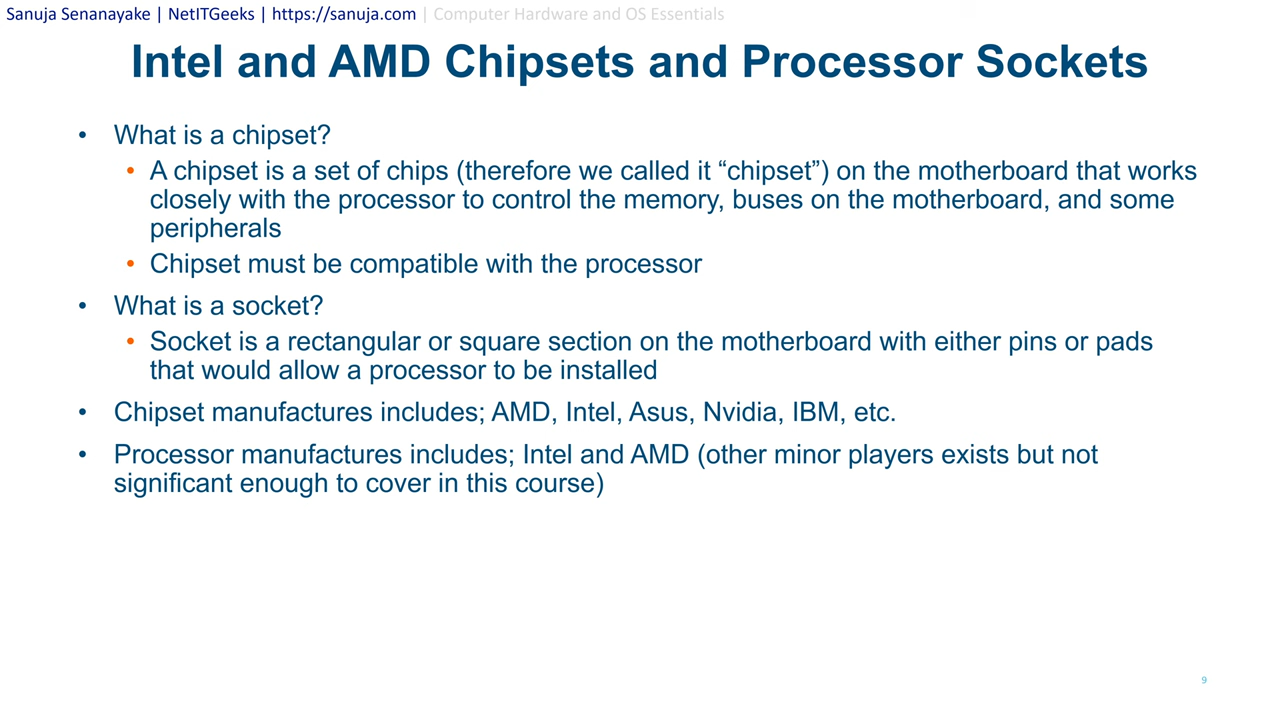 Sanuja Senanayake | NetITGeeks | https://sanuja.com | Computer Hardware and OS Essentials
Intel and AMD Chipsets and Processor Sockets
• What is a chipset?
• A chipset is a set of chips (therefore we called it “chipset”) on the motherboard that works
closely with the processor to control the memory, buses on the motherboard, and some
peripherals
• Chipset must be compatible with the processor
• What is a socket?
• Socket is a rectangular or square section on the motherboard with either pins or pads
that would allow a processor to be installed
• Chipset manufactures includes; AMD, Intel, Asus, Nvidia, IBM, etc.
• Processor manufactures includes; Intel and AMD (other minor players exists but not
significant enough to cover in this course)
9